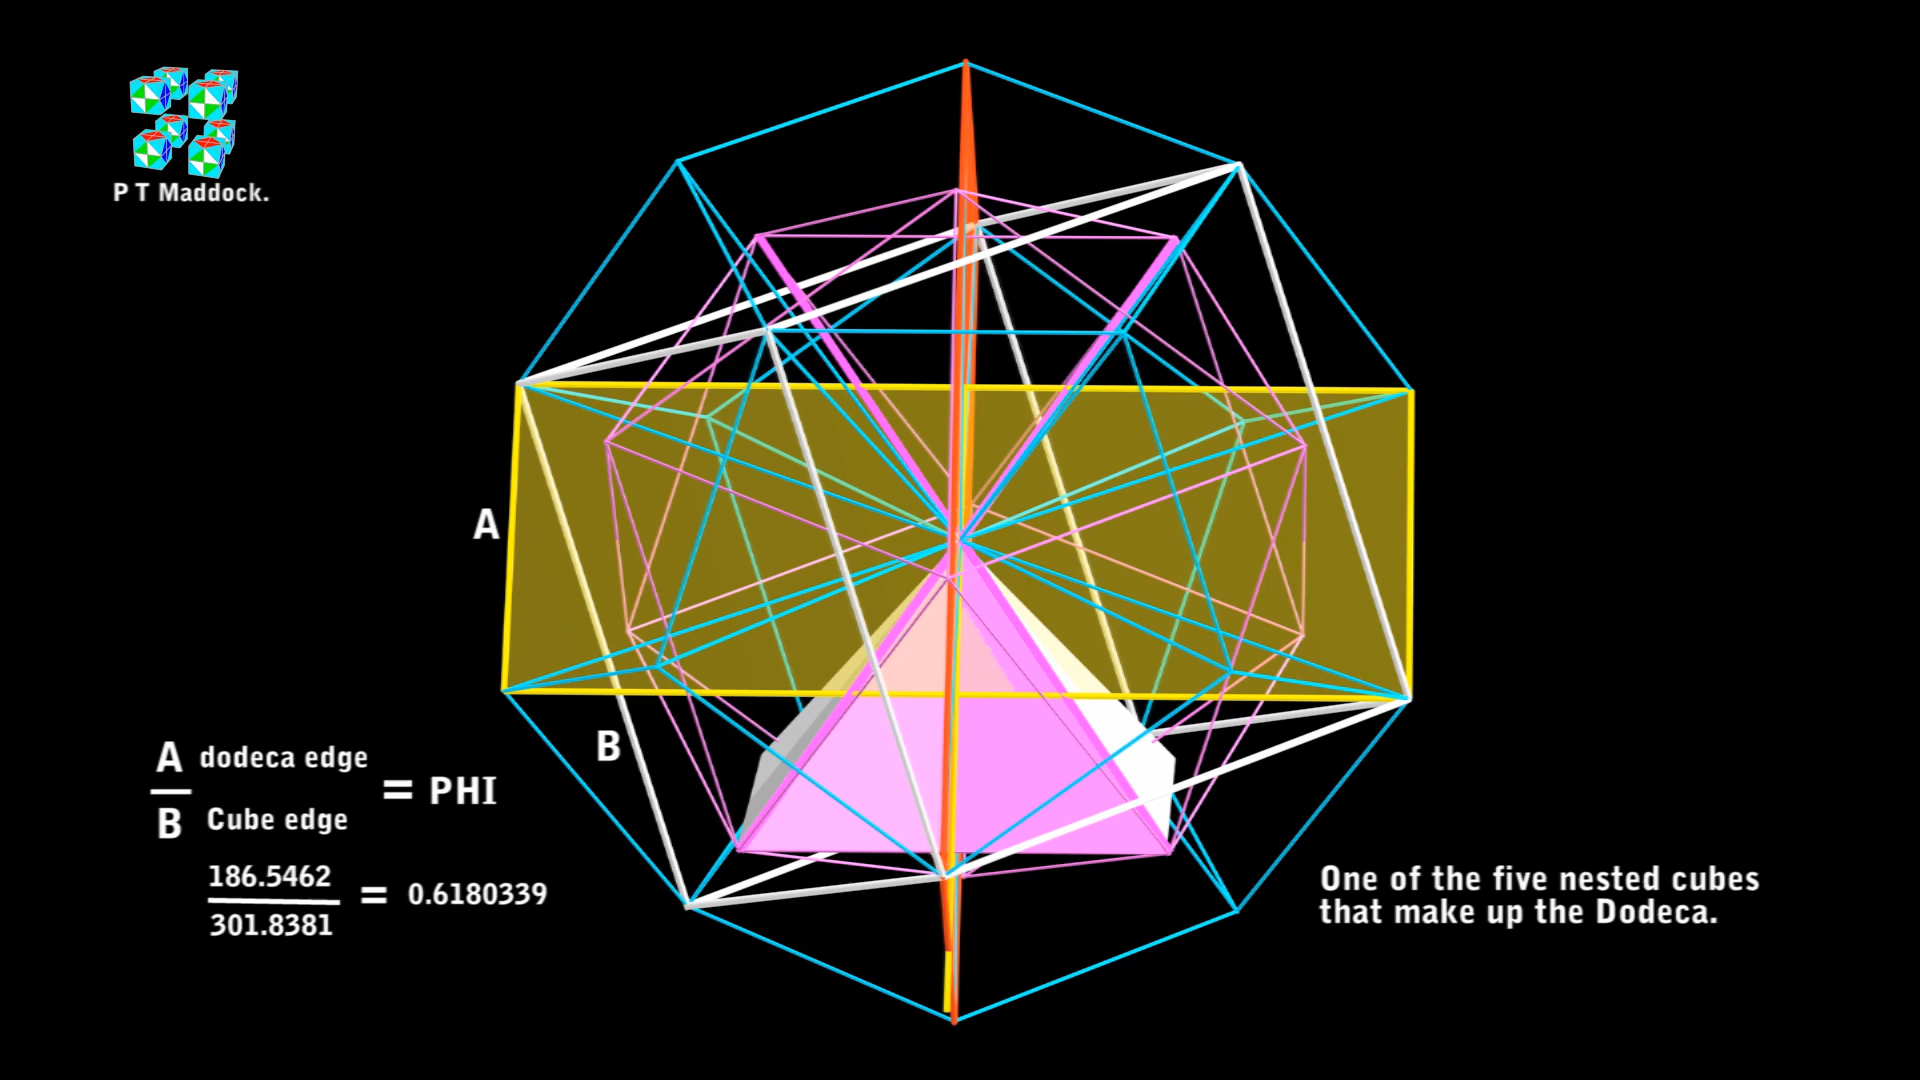 P T Maddock.
A
B
A dodeca edge
= PHI
B Cube edge
186.5462
= 0.6180339
301.8381
One of the five nested cubes
that make up the Dodeca.